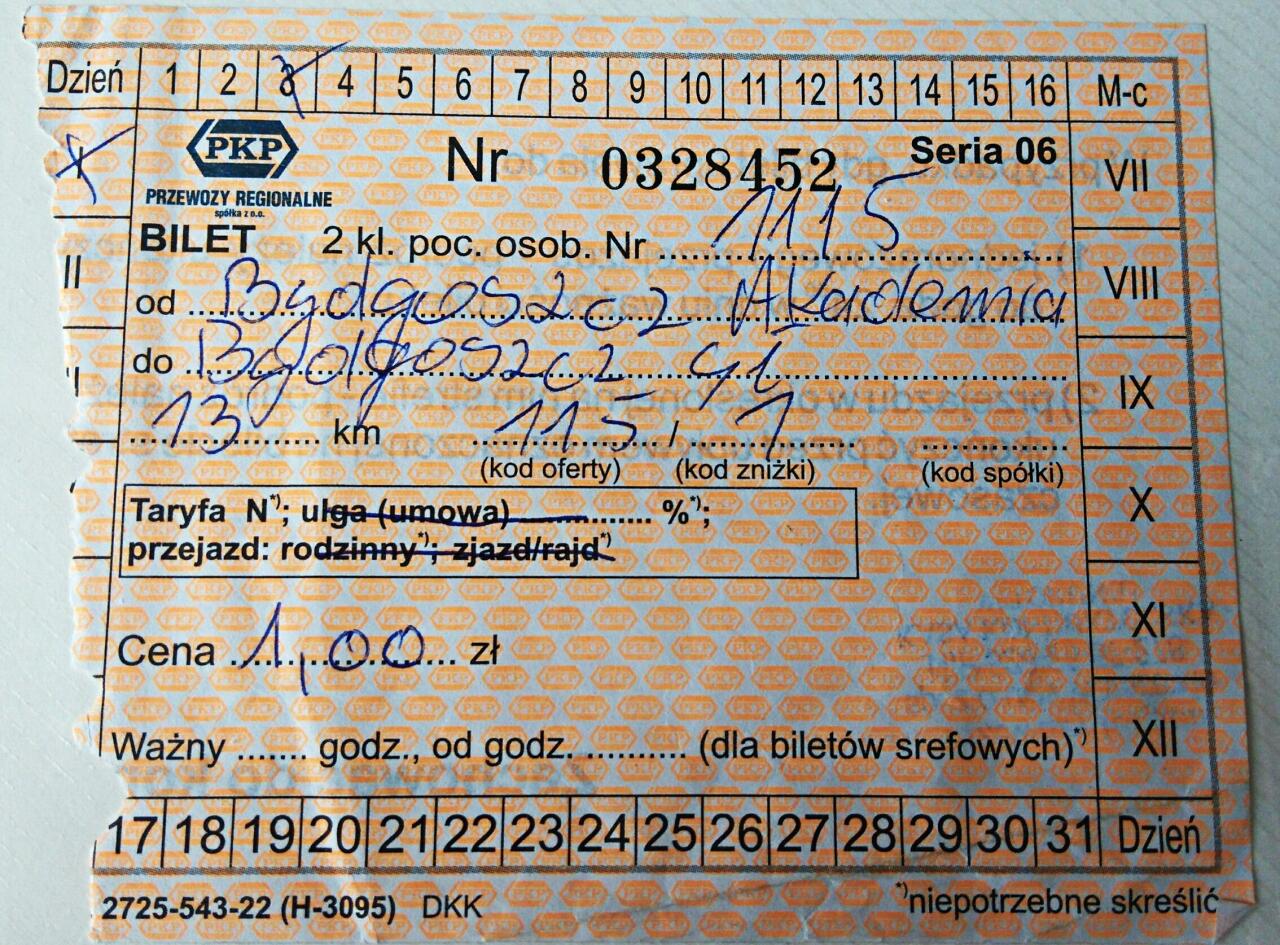 Dzień 1 2 3 4 5 6 7 8 9 10 11 12 13 14 15 16 M-c
PKP
PRZEWOZY REGIONALNE
spółka z o.o.
Nr 0328452 Seria 06
BILET 2 kl. poc. osob. Nr 1115
od Bydgoszcz Akademia
do Bydgoszcz Gł
13 km 115 / 1
(kod oferty) (kod zniżki) (kod spółki)
Taryfa N*); ulga (umowa) ........... %*);
przejazd: rodzinny*); zjazd/rajd*)
Cena 1,00 zł
Ważny ....... godz., od godz. .......... (dla biletów srefowych)*)
II
VII
VIII
IX
X
XI
XII
17 18 19 20 21 22 23 24 25 26 27 28 29 30 31 Dzień
2725-543-22 (H-3095) DKK
*)niepotrzebne skreślić